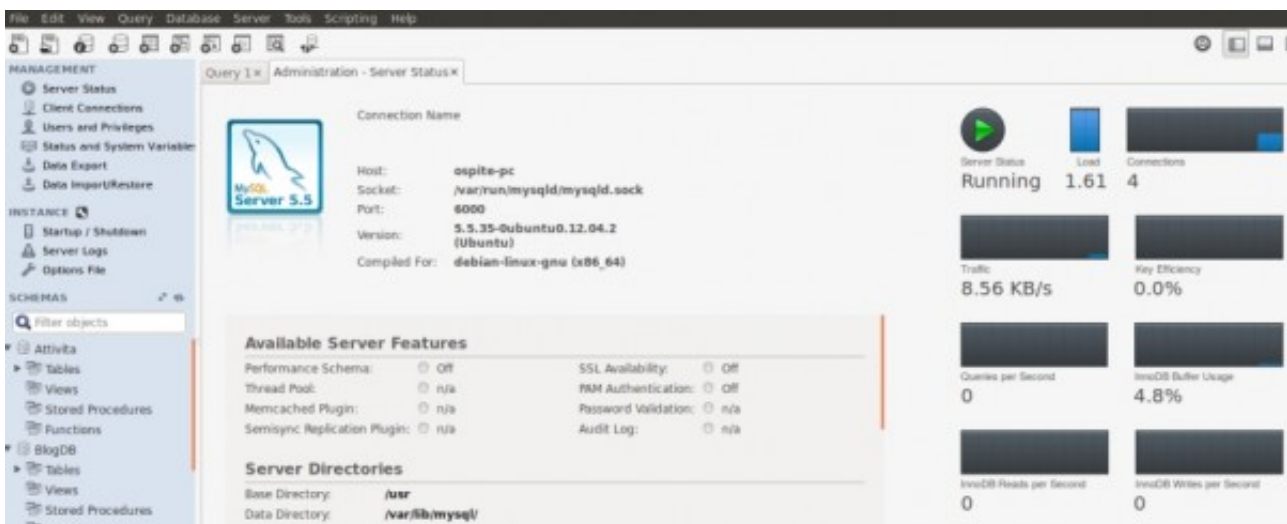 File Edit View Query Database Server Tools Scripting Help
MANAGEMENT
Server Status
Client Connections
Users and Privileges
Status and System Variable
Data Export
Data Import/Restore
INSTANCE
Startup / Shutdown
Server Logs
Options File
SCHEMAS
Filter objects
Attivita
Tables
Views
Stored Procedures
Functions
BlogDB
Tables
Views
Stored Procedures
Query 1 Administration - Server Status
MySQL
Server 5.5
Connection Name
Host: ospite-pc
Socket: /var/run/mysqld/mysqld.sock
Port: 6000
Version: 5.5.35-0ubuntu0.12.04.2
(Ubuntu)
Compiled For: debian-linux-gnu (x86_64)
Available Server Features
Performance Schema: Off SSL Availability: Off
Thread Pool: n/a PAM Authentication: Off
Memcached Plugin: n/a Password Validation: n/a
Semisync Replication Plugin: n/a Audit Log: n/a
Server Directories
Base Directory: /usr
Data Directory: /var/lib/mysql/
Server Status Load Connections
Running 1.61 4
Traffic Key Efficiency
8.56 KB/s 0.0%
Queries per Second InnoDB Buffer Usage
0 4.8%
InnoDB Reads per Second InnoDB Writes per Second
0 0